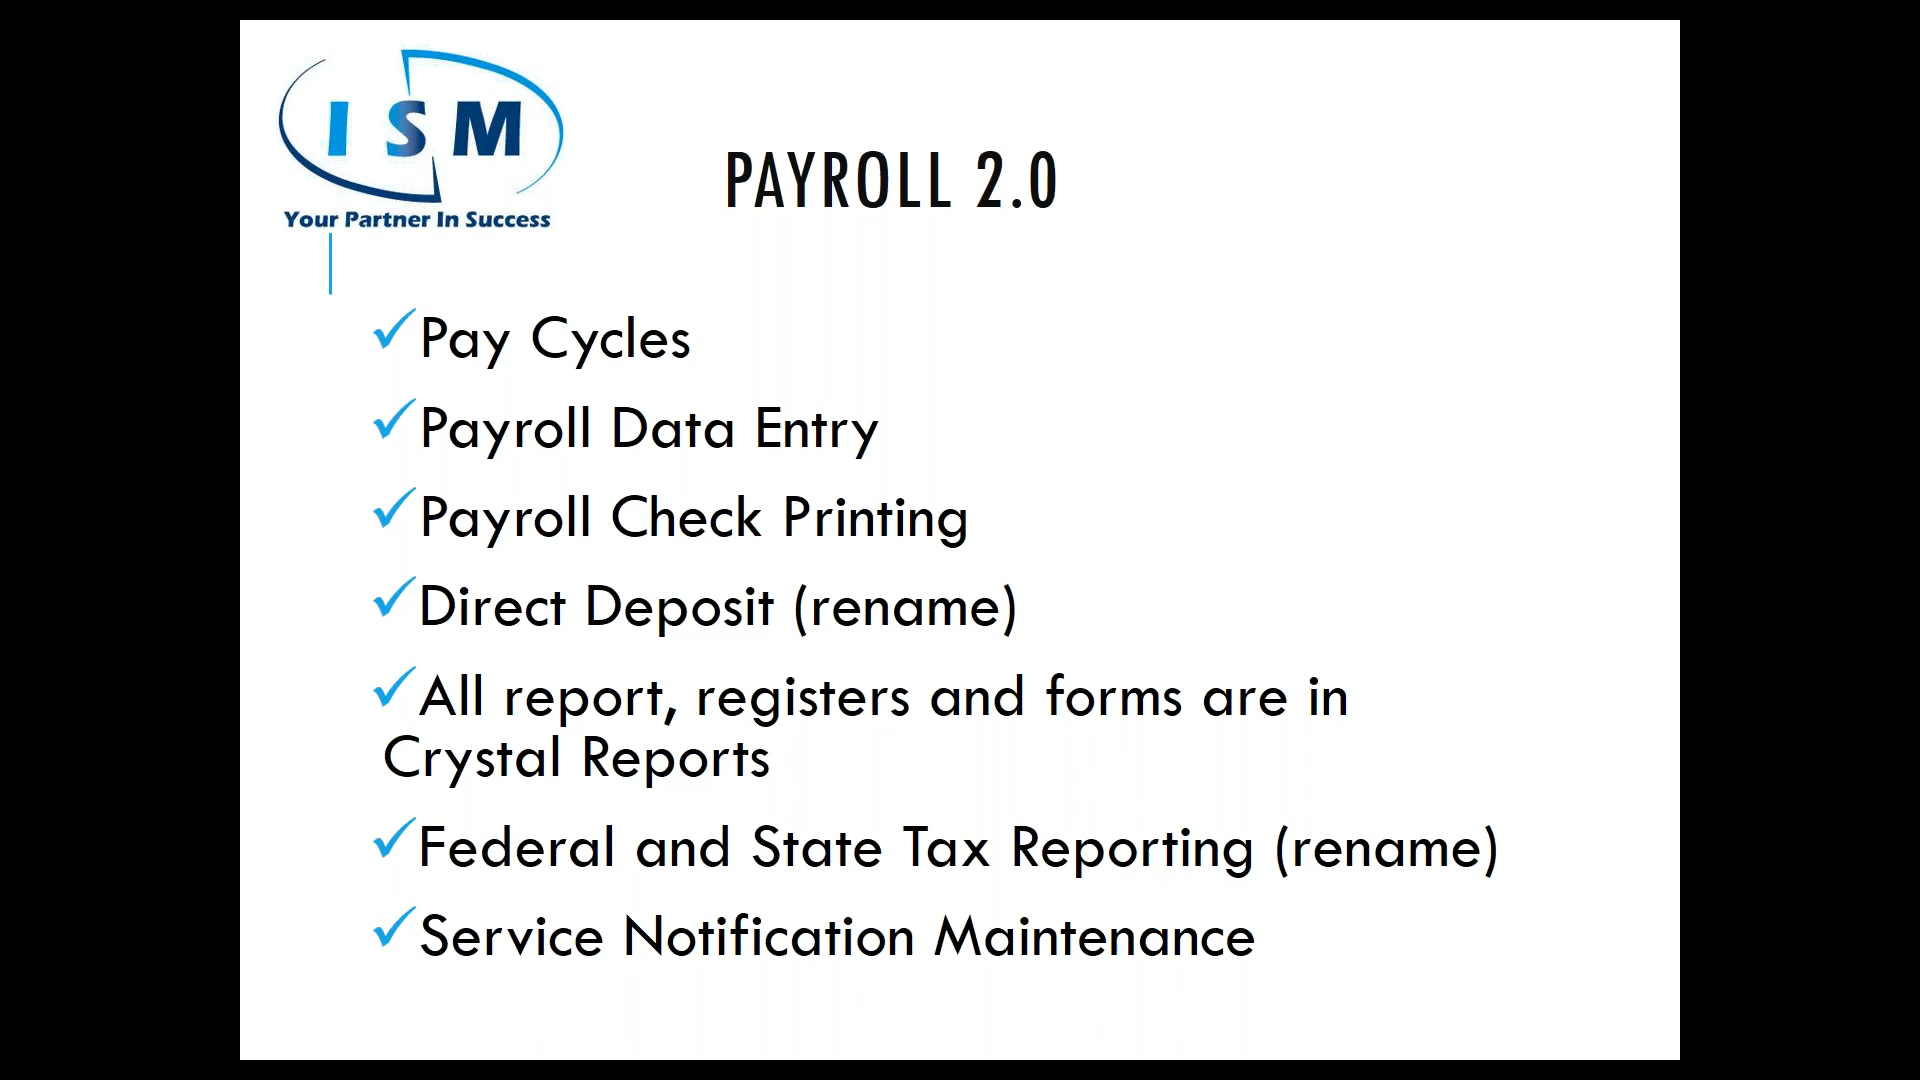 I S M
Your Partner In Success
PAYROLL 2.0
✓Pay Cycles
✓Payroll Data Entry
✓Payroll Check Printing
✓Direct Deposit (rename)
✓All report, registers and forms are in
Crystal Reports
✓Federal and State Tax Reporting (rename)
✓Service Notification Maintenance